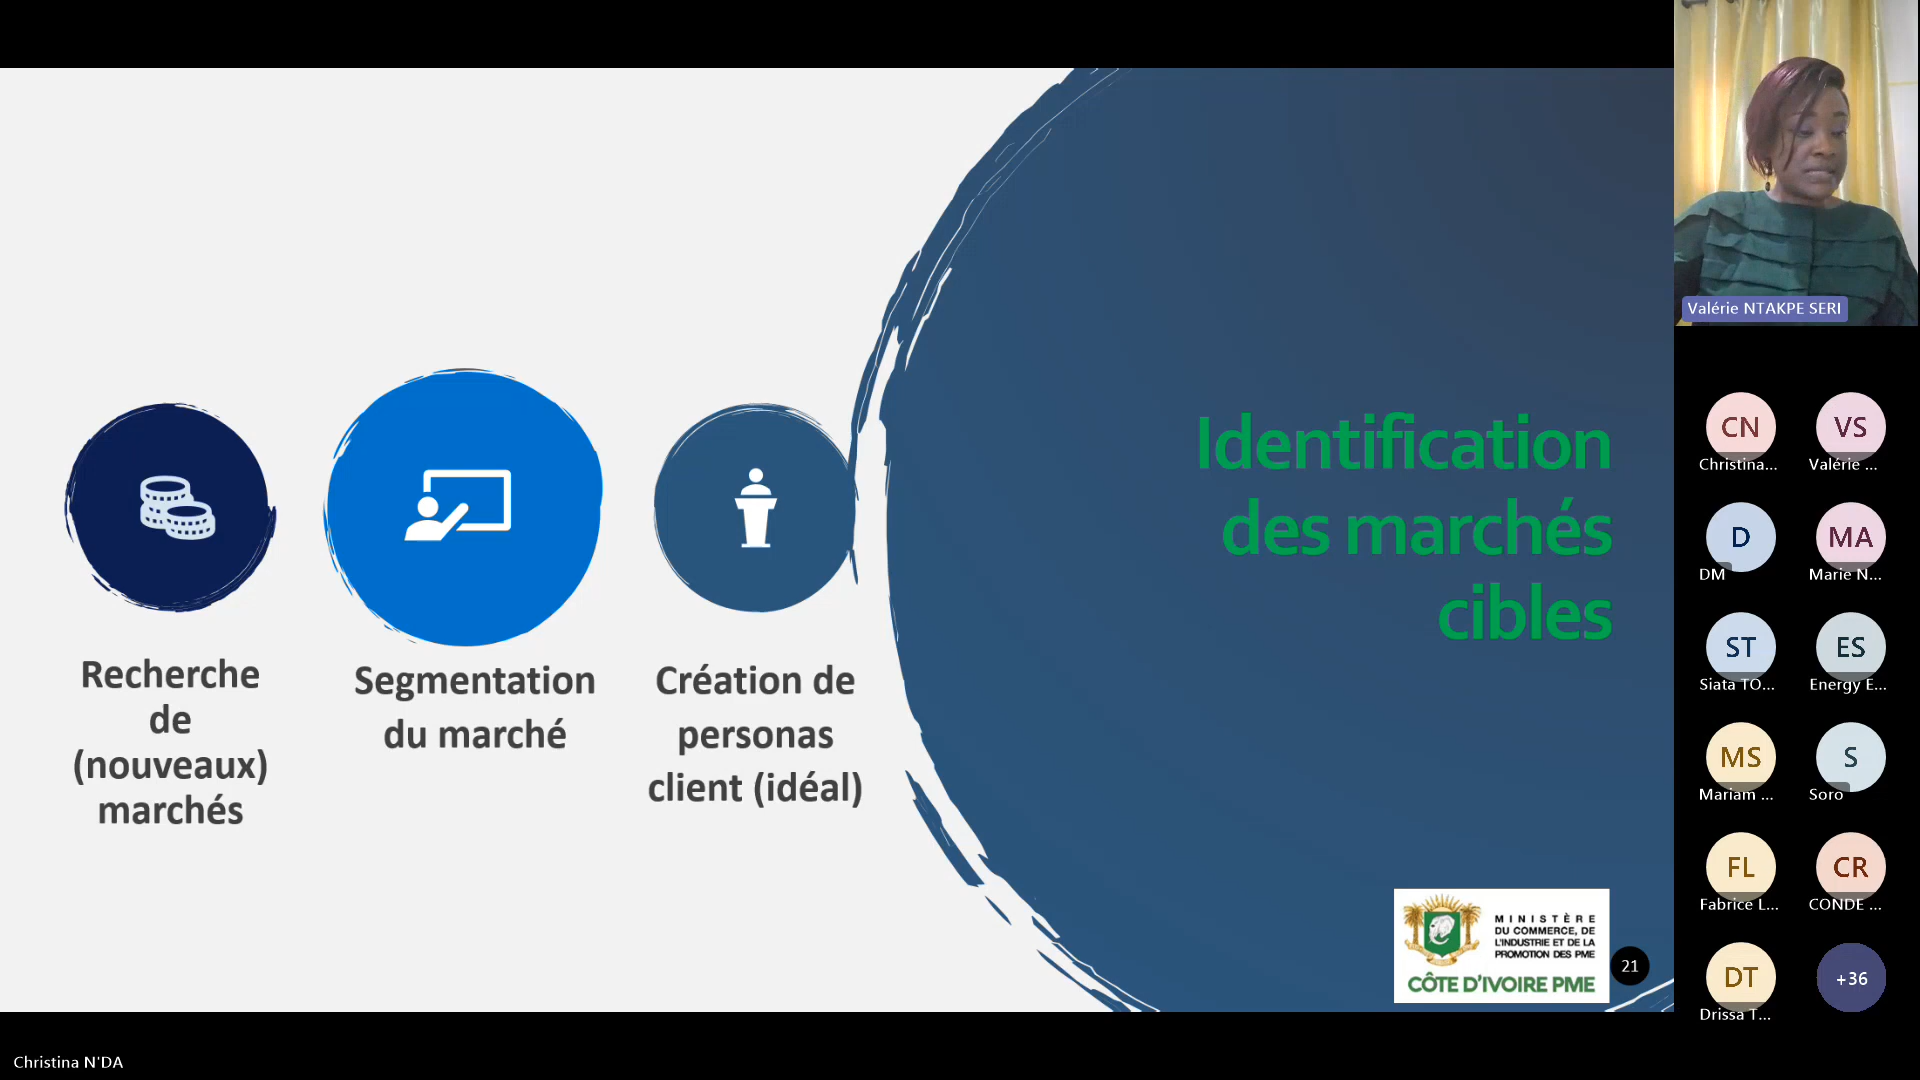 Recherche
de
(nouveaux)
marchés
Segmentation
du marché
Création de
personas
client (idéal)
Identification
des marchés
cibles
MINISTÈRE
DU COMMERCE, DE
L'INDUSTRIE ET DE LA
PROMOTION DES PME
CÔTE D'IVOIRE PME
21
Valérie NTAKPE SERI
CN
Christina...
VS
Valérie ...
D
DM
MA
Marie N...
ST
Siata TO...
ES
Energy E...
MS
Mariam ...
S
Soro
FL
Fabrice L...
CR
CONDE ...
DT
Drissa T...
+36
Christina N'DA